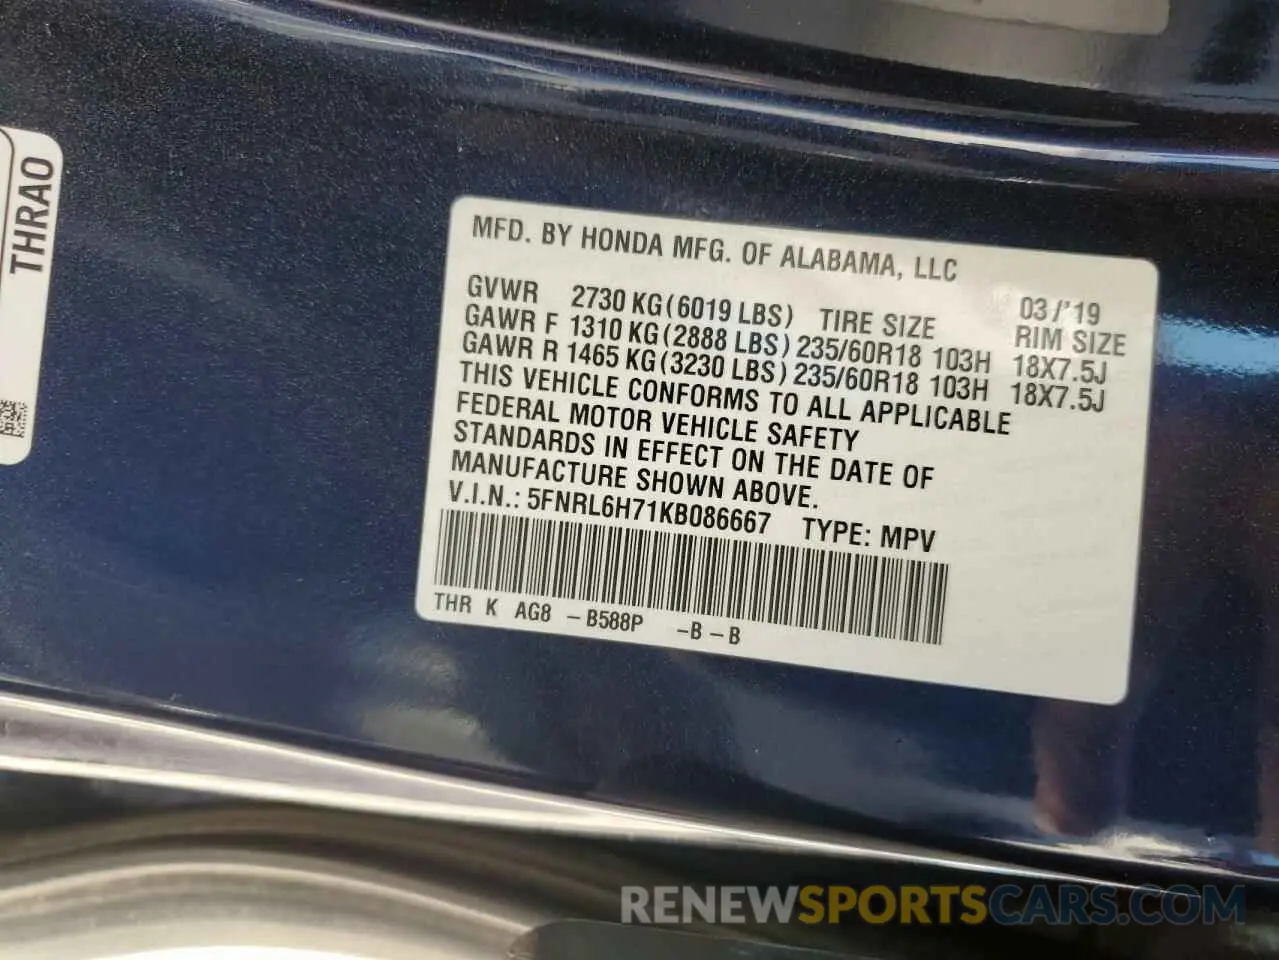 MFD. BY HONDA MFG. OF ALABAMA, LLC
03/'19
GVWR 2730 KG(6019 LBS) TIRE SIZE RIM SIZE
GAWR F 1310 KG(2888 LBS) 235/60R18 103H 18X7.5J
GAWR R 1465 KG(3230 LBS) 235/60R18 103H 18X7.5J
THIS VEHICLE CONFORMS TO ALL APPLICABLE
FEDERAL MOTOR VEHICLE SAFETY
STANDARDS IN EFFECT ON THE DATE OF
MANUFACTURE SHOWN ABOVE.
V.I.N.: 5FNRL6H71KB086667 TYPE: MPV
THR K AG8 -B588P -B-B
THRAO
RENEWSPORTSCARS.COM